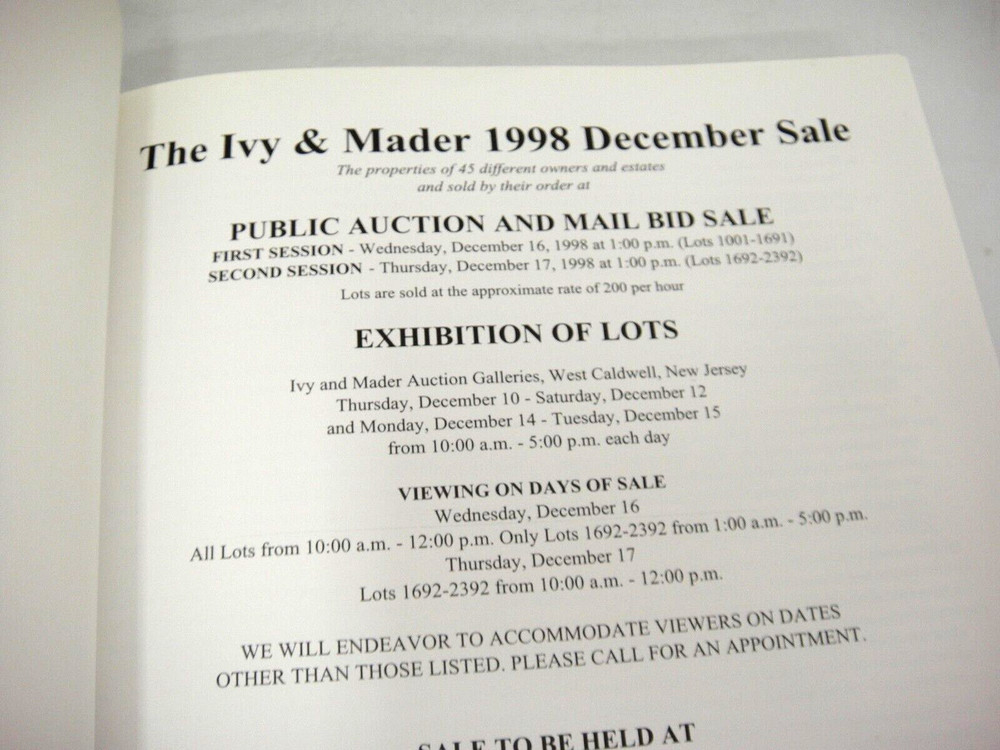 The Ivy & Mader 1998 December Sale
The properties of 45 different owners and estates
and sold by their order at
PUBLIC AUCTION AND MAIL BID SALE
FIRST SESSION - Wednesday, December 16, 1998 at 1:00 p.m. (Lots 1001-1691)
SECOND SESSION - Thursday, December 17, 1998 at 1:00 p.m. (Lots 1692-2392)
Lots are sold at the approximate rate of 200 per hour
EXHIBITION OF LOTS
Ivy and Mader Auction Galleries, West Caldwell, New Jersey
Thursday, December 10 - Saturday, December 12
and Monday, December 14 - Tuesday, December 15
from 10:00 a.m. - 5:00 p.m. each day
VIEWING ON DAYS OF SALE
Wednesday, December 16
All Lots from 10:00 a.m. - 12:00 p.m. Only Lots 1692-2392 from 1:00 a.m. - 5:00 p.m.
Thursday, December 17
Lots 1692-2392 from 10:00 a.m. - 12:00 p.m.
WE WILL ENDEAVOR TO ACCOMMODATE VIEWERS ON DATES
OTHER THAN THOSE LISTED. PLEASE CALL FOR AN APPOINTMENT.
SALE TO BE HELD AT